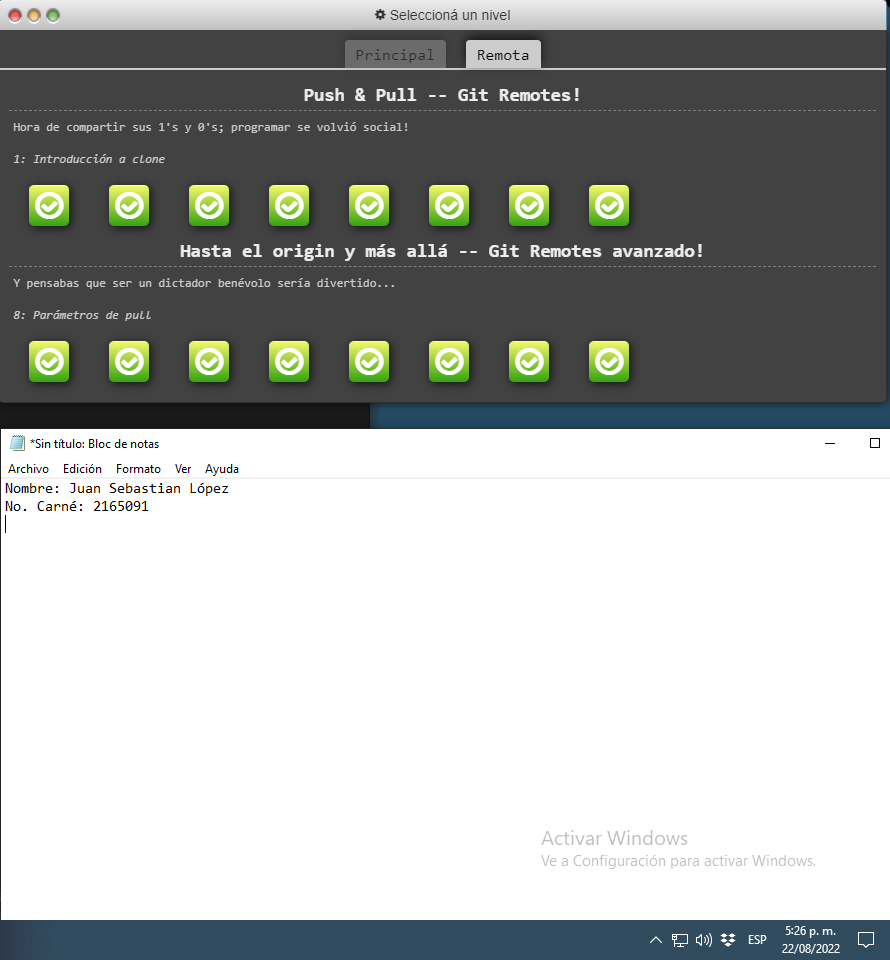 Seleccioná un nivel
Principal Remota
Push & Pull -- Git Remotes!
Hora de compartir sus 1's y 0's; programar se volvió social!
1: Introducción a clone
Hasta el origin y más allá -- Git Remotes avanzado!
Y pensabas que ser un dictador benévolo sería divertido...
8: Parámetros de pull
*Sin título: Bloc de notas
Archivo Edición Formato Ver Ayuda
Nombre: Juan Sebastian López
No. Carné: 2165091
Activar Windows
Ve a Configuración para activar Windows.
ESP
5:26 p. m.
22/08/2022